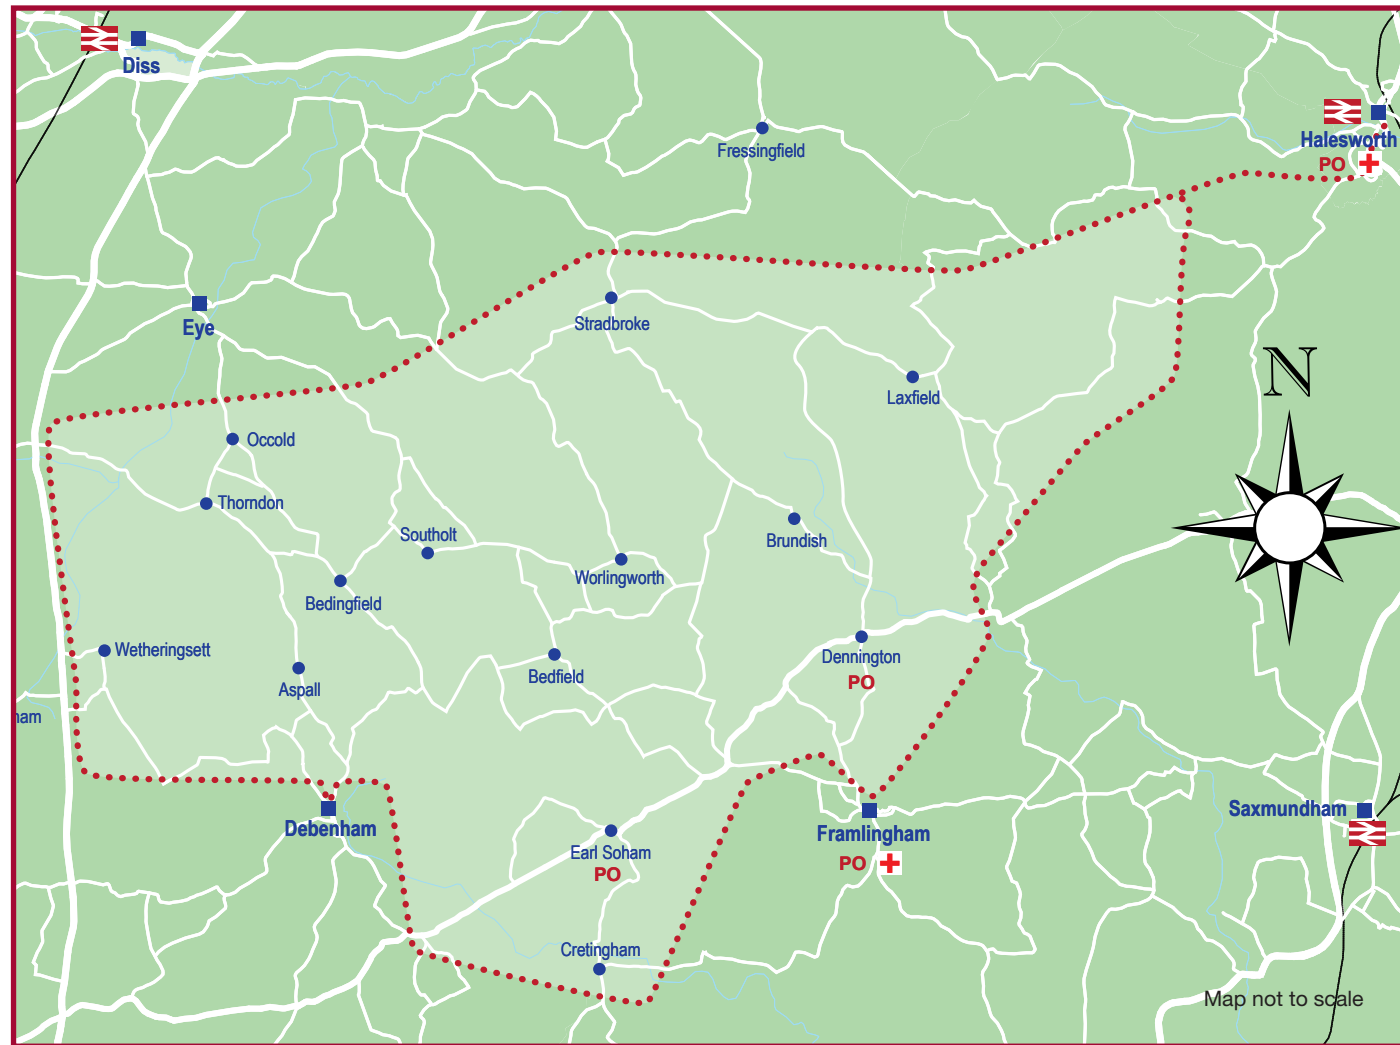 Diss
Fressingfield
Halesworth
PO
Eye
Stradbroke
N
Laxfield
Occold
Thorndon
Southolt
Brundish
Worlingworth
Bedingfield
Wetheringsett
Dennington
PO
Bedfield
Aspall
ham
Debenham
Framlingham
PO
Saxmundham
Earl Soham
PO
Cretingham
Map not to scale